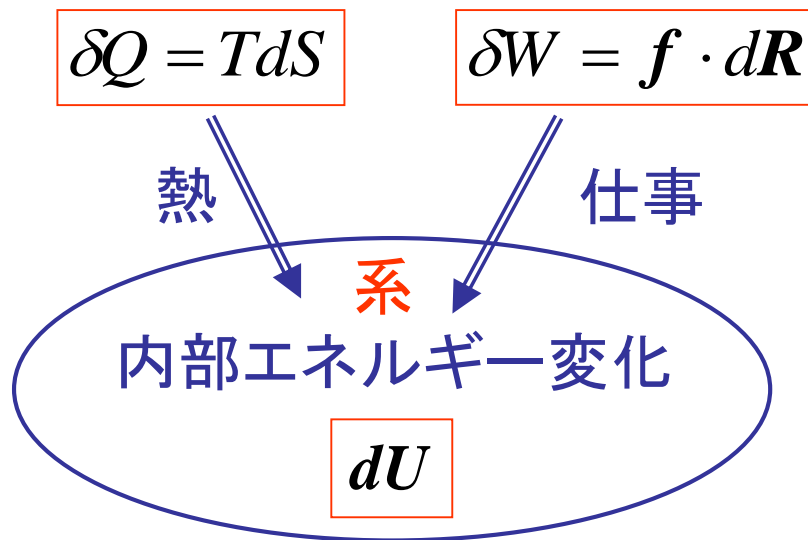 δQ = TdS
δW = f · dR
熱
仕事
系
内部エネルギー変化
dU